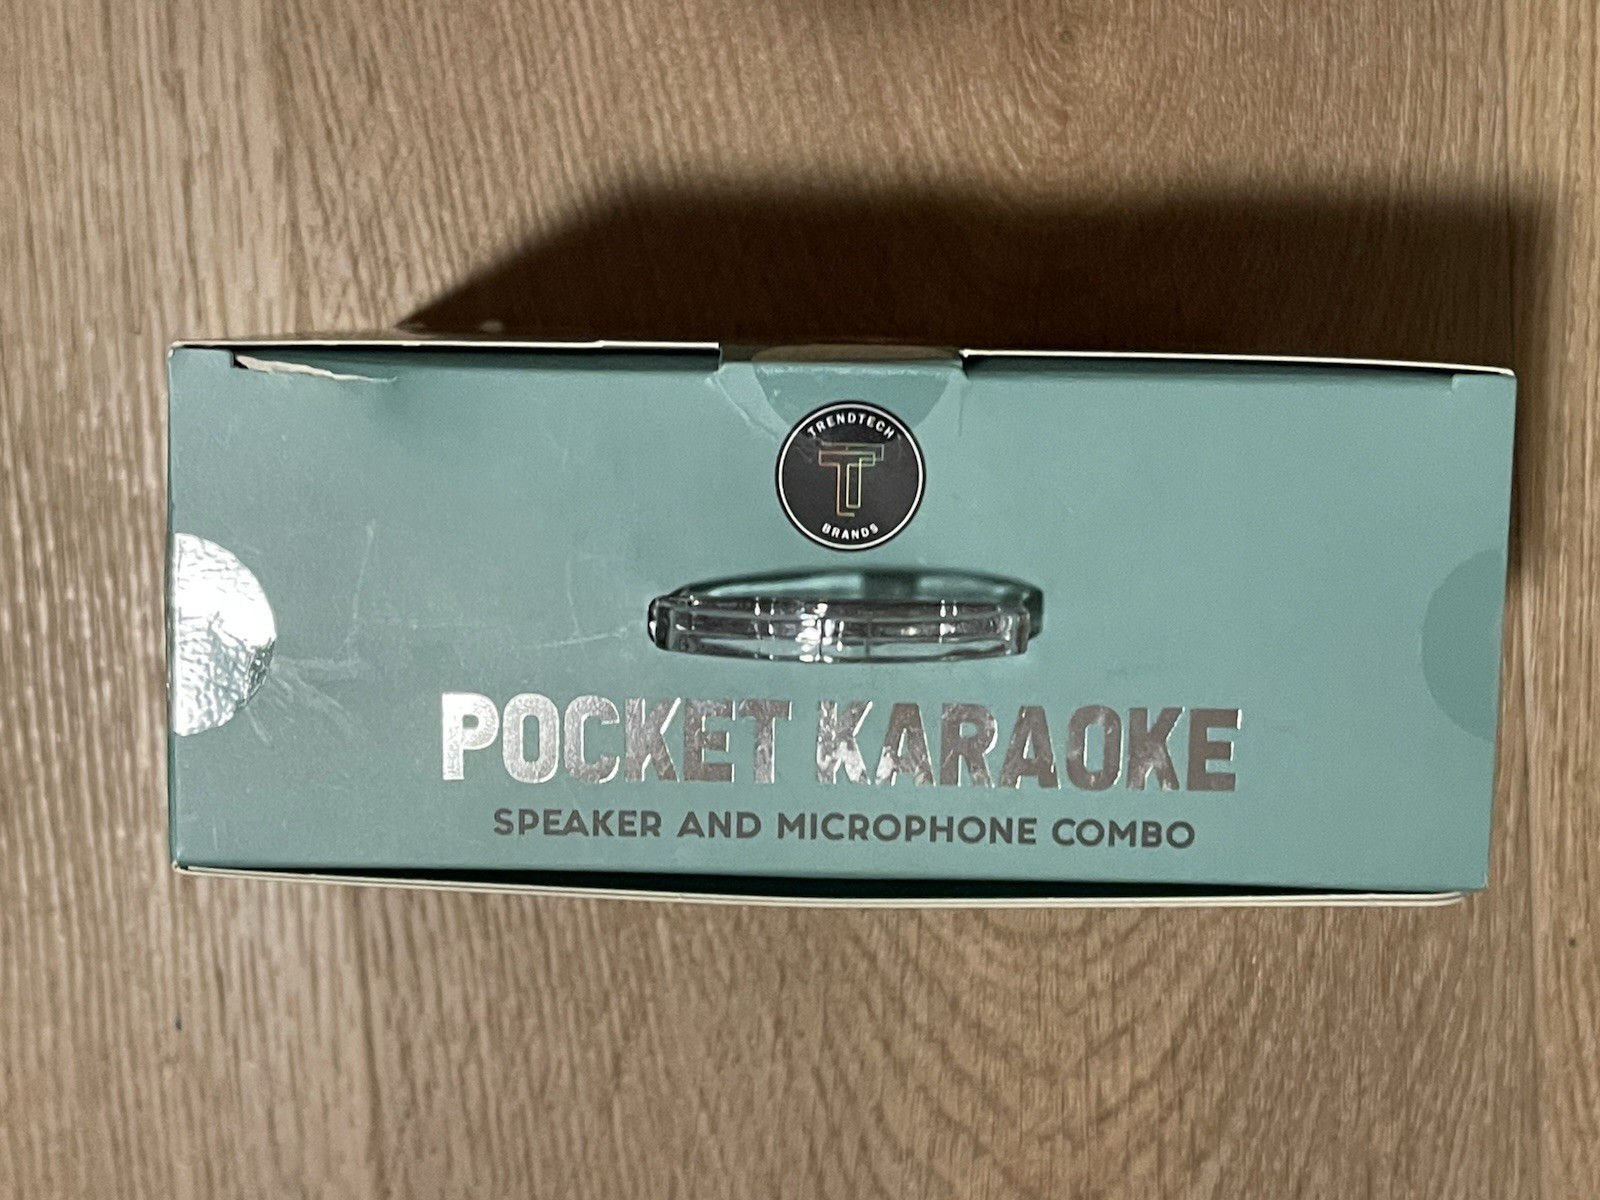 TRENDTECH
BRANDS
POCKET KARAOKE
SPEAKER AND MICROPHONE COMBO